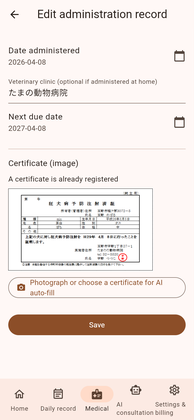 Edit administration record
Date administered
2026-04-08
Veterinary clinic (optional if administered at home)
たまの動物病院
Next due date
2027-04-08
Certificate (image)
A certificate is already registered
狂犬病予防注射済証
Photograph or choose a certificate for AI
auto-fill
Save
Home
Daily record
Medical
AI
consultation
Settings &
billing